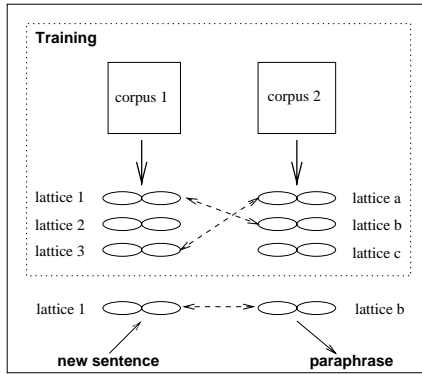 Training
corpus 1 corpus 2
lattice 1 lattice a
lattice 2 lattice b
lattice 3 lattice c
lattice 1 lattice b
new sentence paraphrase